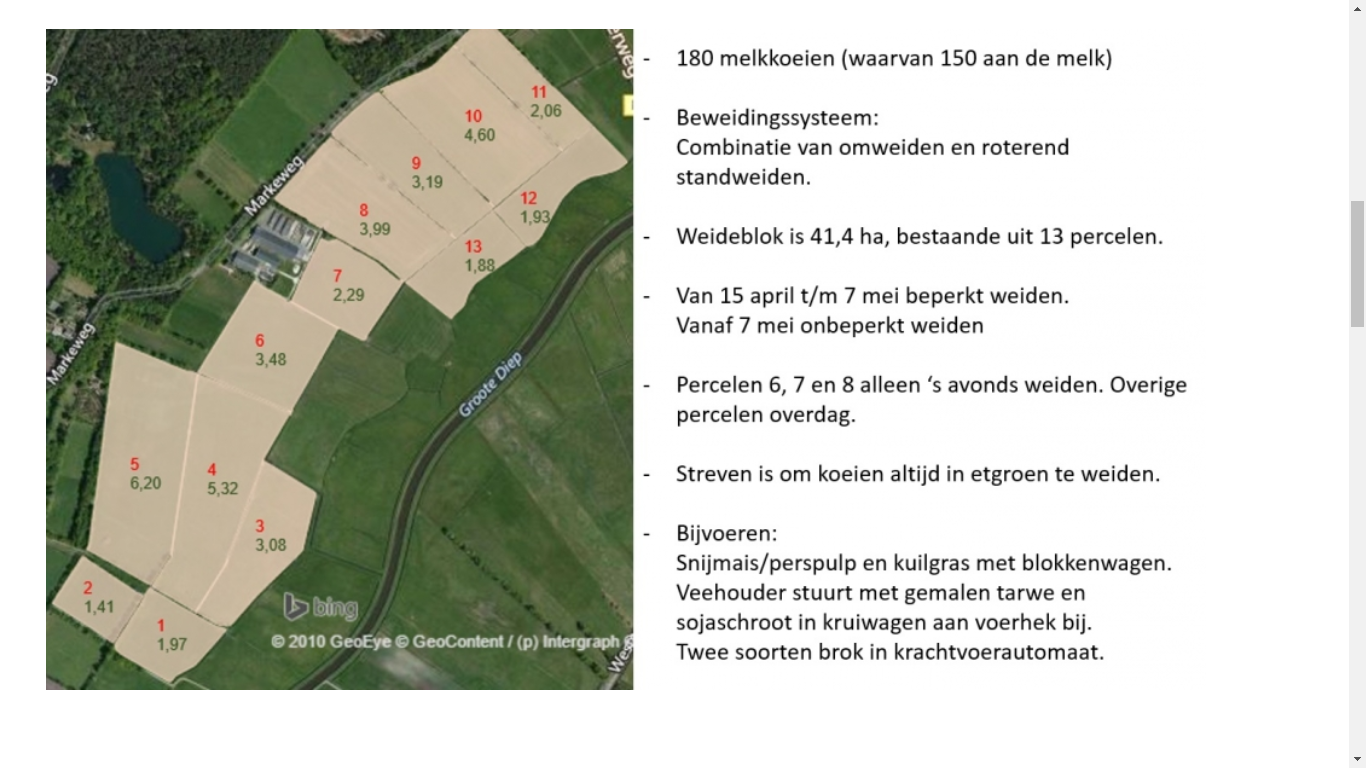 Markeweg
Markeweg
Groote Diep
11
2,06
10
4,60
9
3,19
12
1,93
8
3,99
13
1,88
7
2,29
6
3,48
5
6,20
4
5,32
3
3,08
2
1,41
1
1,97
bing
© 2010 GeoEye © GeoContent / (p) Intergraph
- 180 melkkoeien (waarvan 150 aan de melk)
- Beweidingssysteem:
Combinatie van omweiden en roterend
standweiden.
- Weideblok is 41,4 ha, bestaande uit 13 percelen.
- Van 15 april t/m 7 mei beperkt weiden.
Vanaf 7 mei onbeperkt weiden
- Percelen 6, 7 en 8 alleen ‘s avonds weiden. Overige
percelen overdag.
- Streven is om koeien altijd in etgroen te weiden.
- Bijvoeren:
Snijmais/perspulp en kuilgras met blokkenwagen.
Veehouder stuurt met gemalen tarwe en
sojaschroot in kruiwagen aan voerhek bij.
Twee soorten brok in krachtvoerautomaat.